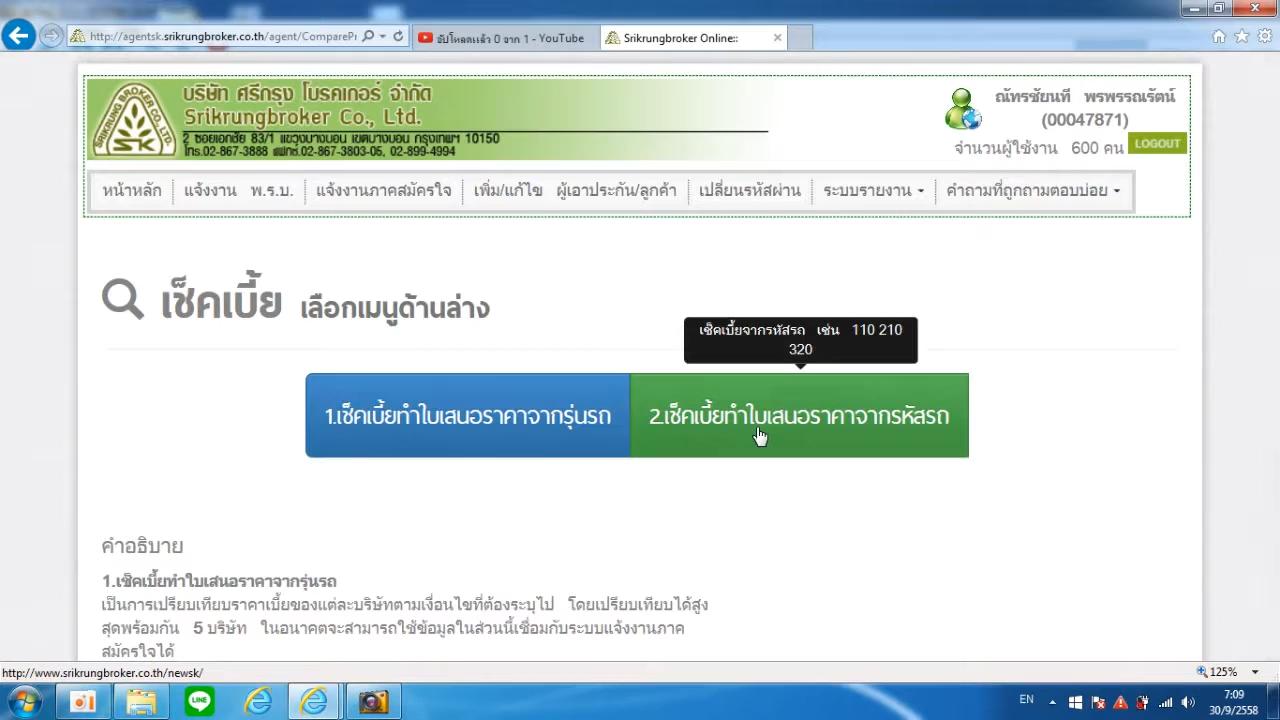 http://agentsk.srikrungbroker.co.th/agent/ComparePr
อัปโหลดแล้ว 0 จาก 1 - YouTube
Srikrungbroker Online::
บริษัท ศรีกรุง โบรคเกอร์ จำกัด
Srikrungbroker Co., Ltd.
2 ซอยเอกชัย 83/1 แขวงบางบอน เขตบางบอน กรุงเทพฯ 10150
โทร.02-867-3888 แฟกซ์.02-867-3803-05, 02-899-4994
ณัทรชัยนที พรพรรณรัตน์
(00047871)
จำนวนผู้ใช้งาน 600 คน LOGOUT
หน้าหลัก แจ้งงาน พ.ร.บ. แจ้งงานภาคสมัครใจ เพิ่ม/แก้ไข ผู้เอาประกัน/ลูกค้า เปลี่ยนรหัสผ่าน ระบบรายงาน คำถามที่ถูกถามตอบบ่อย
เช็คเบี้ย เลือกเมนูด้านล่าง
เช็คเบี้ยจากรหัสรถ เช่น 110 210
320
1.เช็คเบี้ยทำใบเสนอราคาจากรุ่นรถ
2.เช็คเบี้ยทำใบเสนอราคาจากรหัสรถ
คำอธิบาย
1.เช็คเบี้ยทำใบเสนอราคาจากรุ่นรถ
เป็นการเปรียบเทียบราคาเบี้ยของแต่ละบริษัทตามเงื่อนไขที่ต้องระบุไป โดยเปรียบเทียบได้สูง
สุดพร้อมกัน 5 บริษัท ในอนาคตจะสามารถใช้ข้อมูลในส่วนนี้เชื่อมกับระบบแจ้งงานภาค
สมัครใจได้
http://www.srikrungbroker.co.th/newsk/
125%
LINE
EN
7:09
30/9/2558